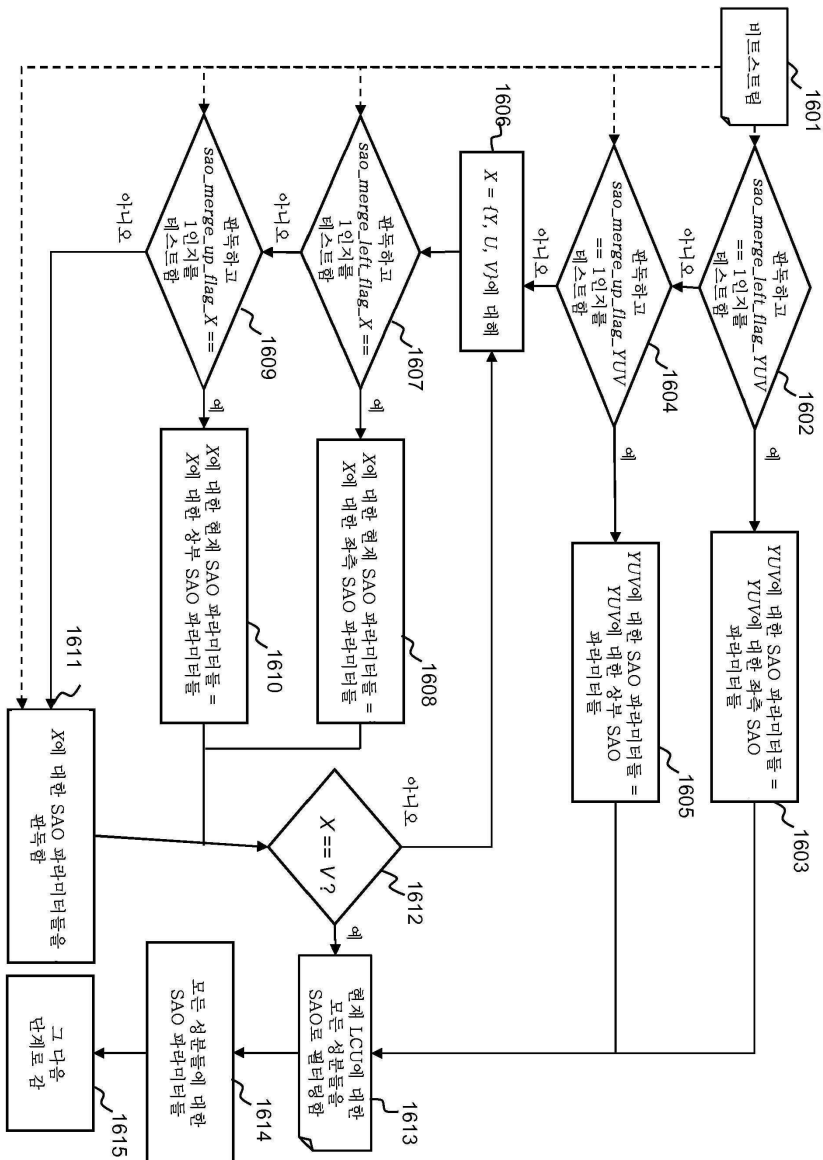 1601
비트스트림
판독하고
sao_merge_left_flag_YUV
== 1인지를
테스트함
1602
예
아니오
YUV에 대한 SAO 파라미터들 =
YUV에 대한 좌측 SAO
파라미터들
1603
판독하고
sao_merge_up_flag_YUV
== 1인지를
테스트함
1604
예
아니오
YUV에 대한 SAO 파라미터들 =
YUV에 대한 상부 SAO
파라미터들
1605
1606
X = {Y, U, V}에 대해
판독하고
sao_merge_left_flag_X ==
1인지를
테스트함
1607
예
아니오
X에 대한 현재 SAO 파라미터들 =
X에 대한 좌측 SAO 파라미터들
1608
판독하고
sao_merge_up_flag_X ==
1인지를
테스트함
1609
예
아니오
X에 대한 현재 SAO 파라미터들 =
X에 대한 상부 SAO 파라미터들
1610
1611
X에 대한 SAO 파라미터들을
판독함
아니오
X == V ?
1612
예
현재 LCU에 대한
모든 성분들을
SAO로 필터링함
1613
모든 성분들에 대한
SAO 파라미터들
1614
그 다음
단계로 감
1615